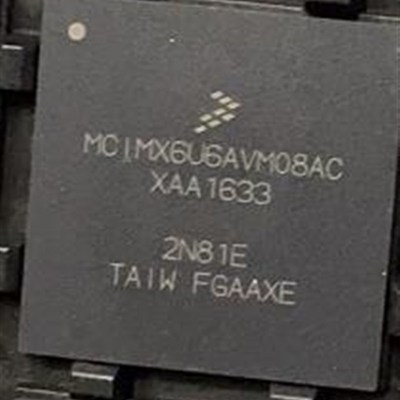 MCIMX6U6AVM08AC
XAA1633
2N81E
TAIW FGAAXE